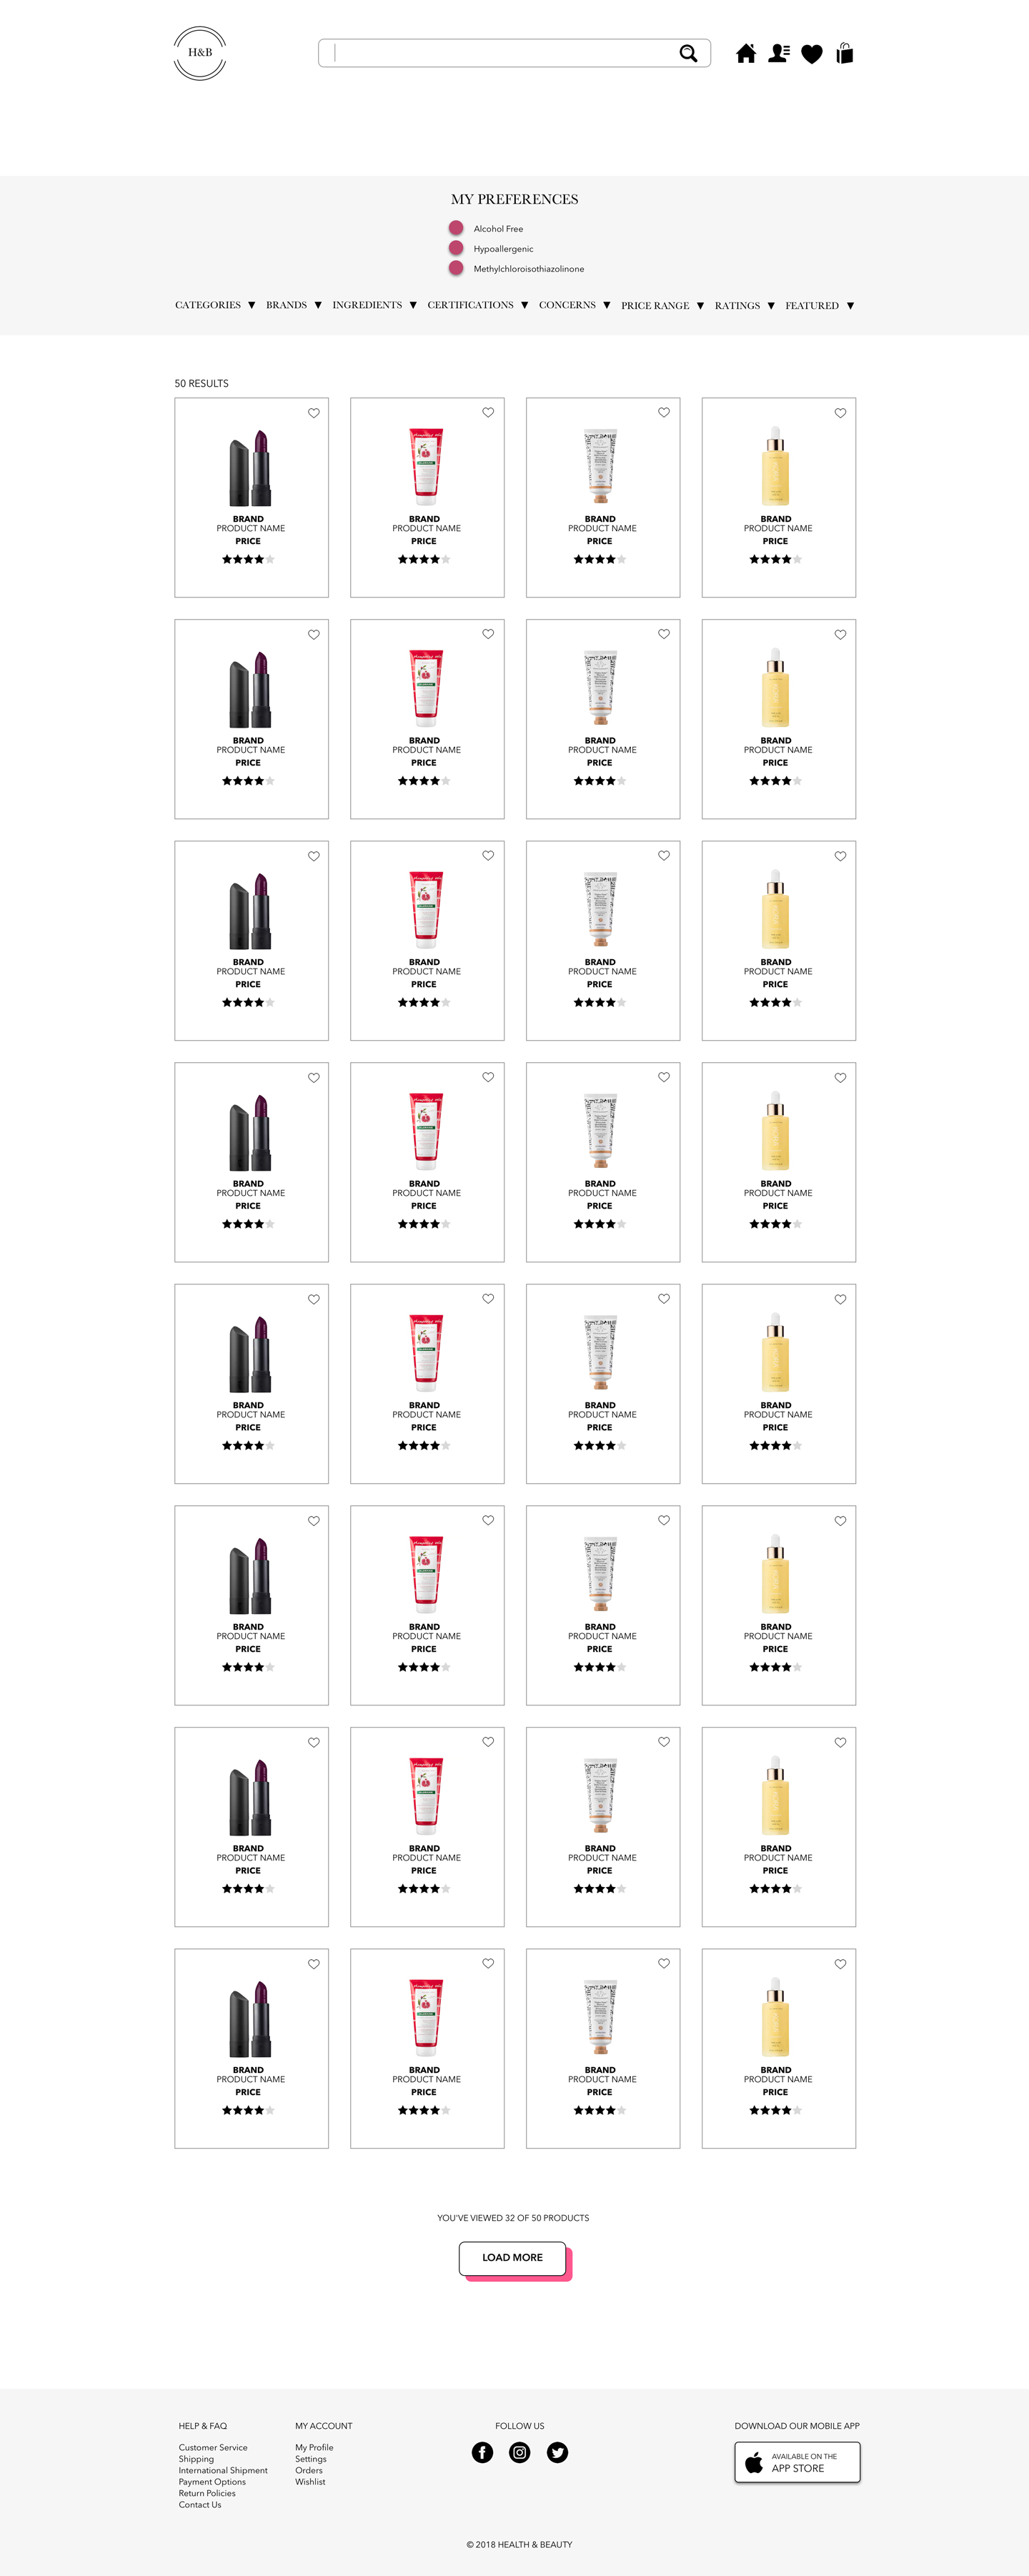 H&B
MY PREFERENCES
Alcohol Free
Hypoallergenic
Methylchloroisothiazolinone
CATEGORIES ▼ BRANDS ▼ INGREDIENTS ▼ CERTIFICATIONS ▼ CONCERNS ▼ PRICE RANGE ▼ RATINGS ▼ FEATURED ▼
50 RESULTS
BRAND BRAND BRAND BRAND
PRODUCT NAME PRODUCT NAME PRODUCT NAME PRODUCT NAME
PRICE PRICE PRICE PRICE
BRAND BRAND BRAND BRAND
PRODUCT NAME PRODUCT NAME PRODUCT NAME PRODUCT NAME
PRICE PRICE PRICE PRICE
BRAND BRAND BRAND BRAND
PRODUCT NAME PRODUCT NAME PRODUCT NAME PRODUCT NAME
PRICE PRICE PRICE PRICE
BRAND BRAND BRAND BRAND
PRODUCT NAME PRODUCT NAME PRODUCT NAME PRODUCT NAME
PRICE PRICE PRICE PRICE
BRAND BRAND BRAND BRAND
PRODUCT NAME PRODUCT NAME PRODUCT NAME PRODUCT NAME
PRICE PRICE PRICE PRICE
BRAND BRAND BRAND BRAND
PRODUCT NAME PRODUCT NAME PRODUCT NAME PRODUCT NAME
PRICE PRICE PRICE PRICE
BRAND BRAND BRAND BRAND
PRODUCT NAME PRODUCT NAME PRODUCT NAME PRODUCT NAME
PRICE PRICE PRICE PRICE
BRAND BRAND BRAND BRAND
PRODUCT NAME PRODUCT NAME PRODUCT NAME PRODUCT NAME
PRICE PRICE PRICE PRICE
YOU'VE VIEWED 32 OF 50 PRODUCTS
LOAD MORE
HELP & FAQ
Customer Service
Shipping
International Shipment
Payment Options
Return Policies
Contact Us
MY ACCOUNT
My Profile
Settings
Orders
Wishlist
FOLLOW US
DOWNLOAD OUR MOBILE APP
AVAILABLE ON THE
APP STORE
© 2018 HEALTH & BEAUTY